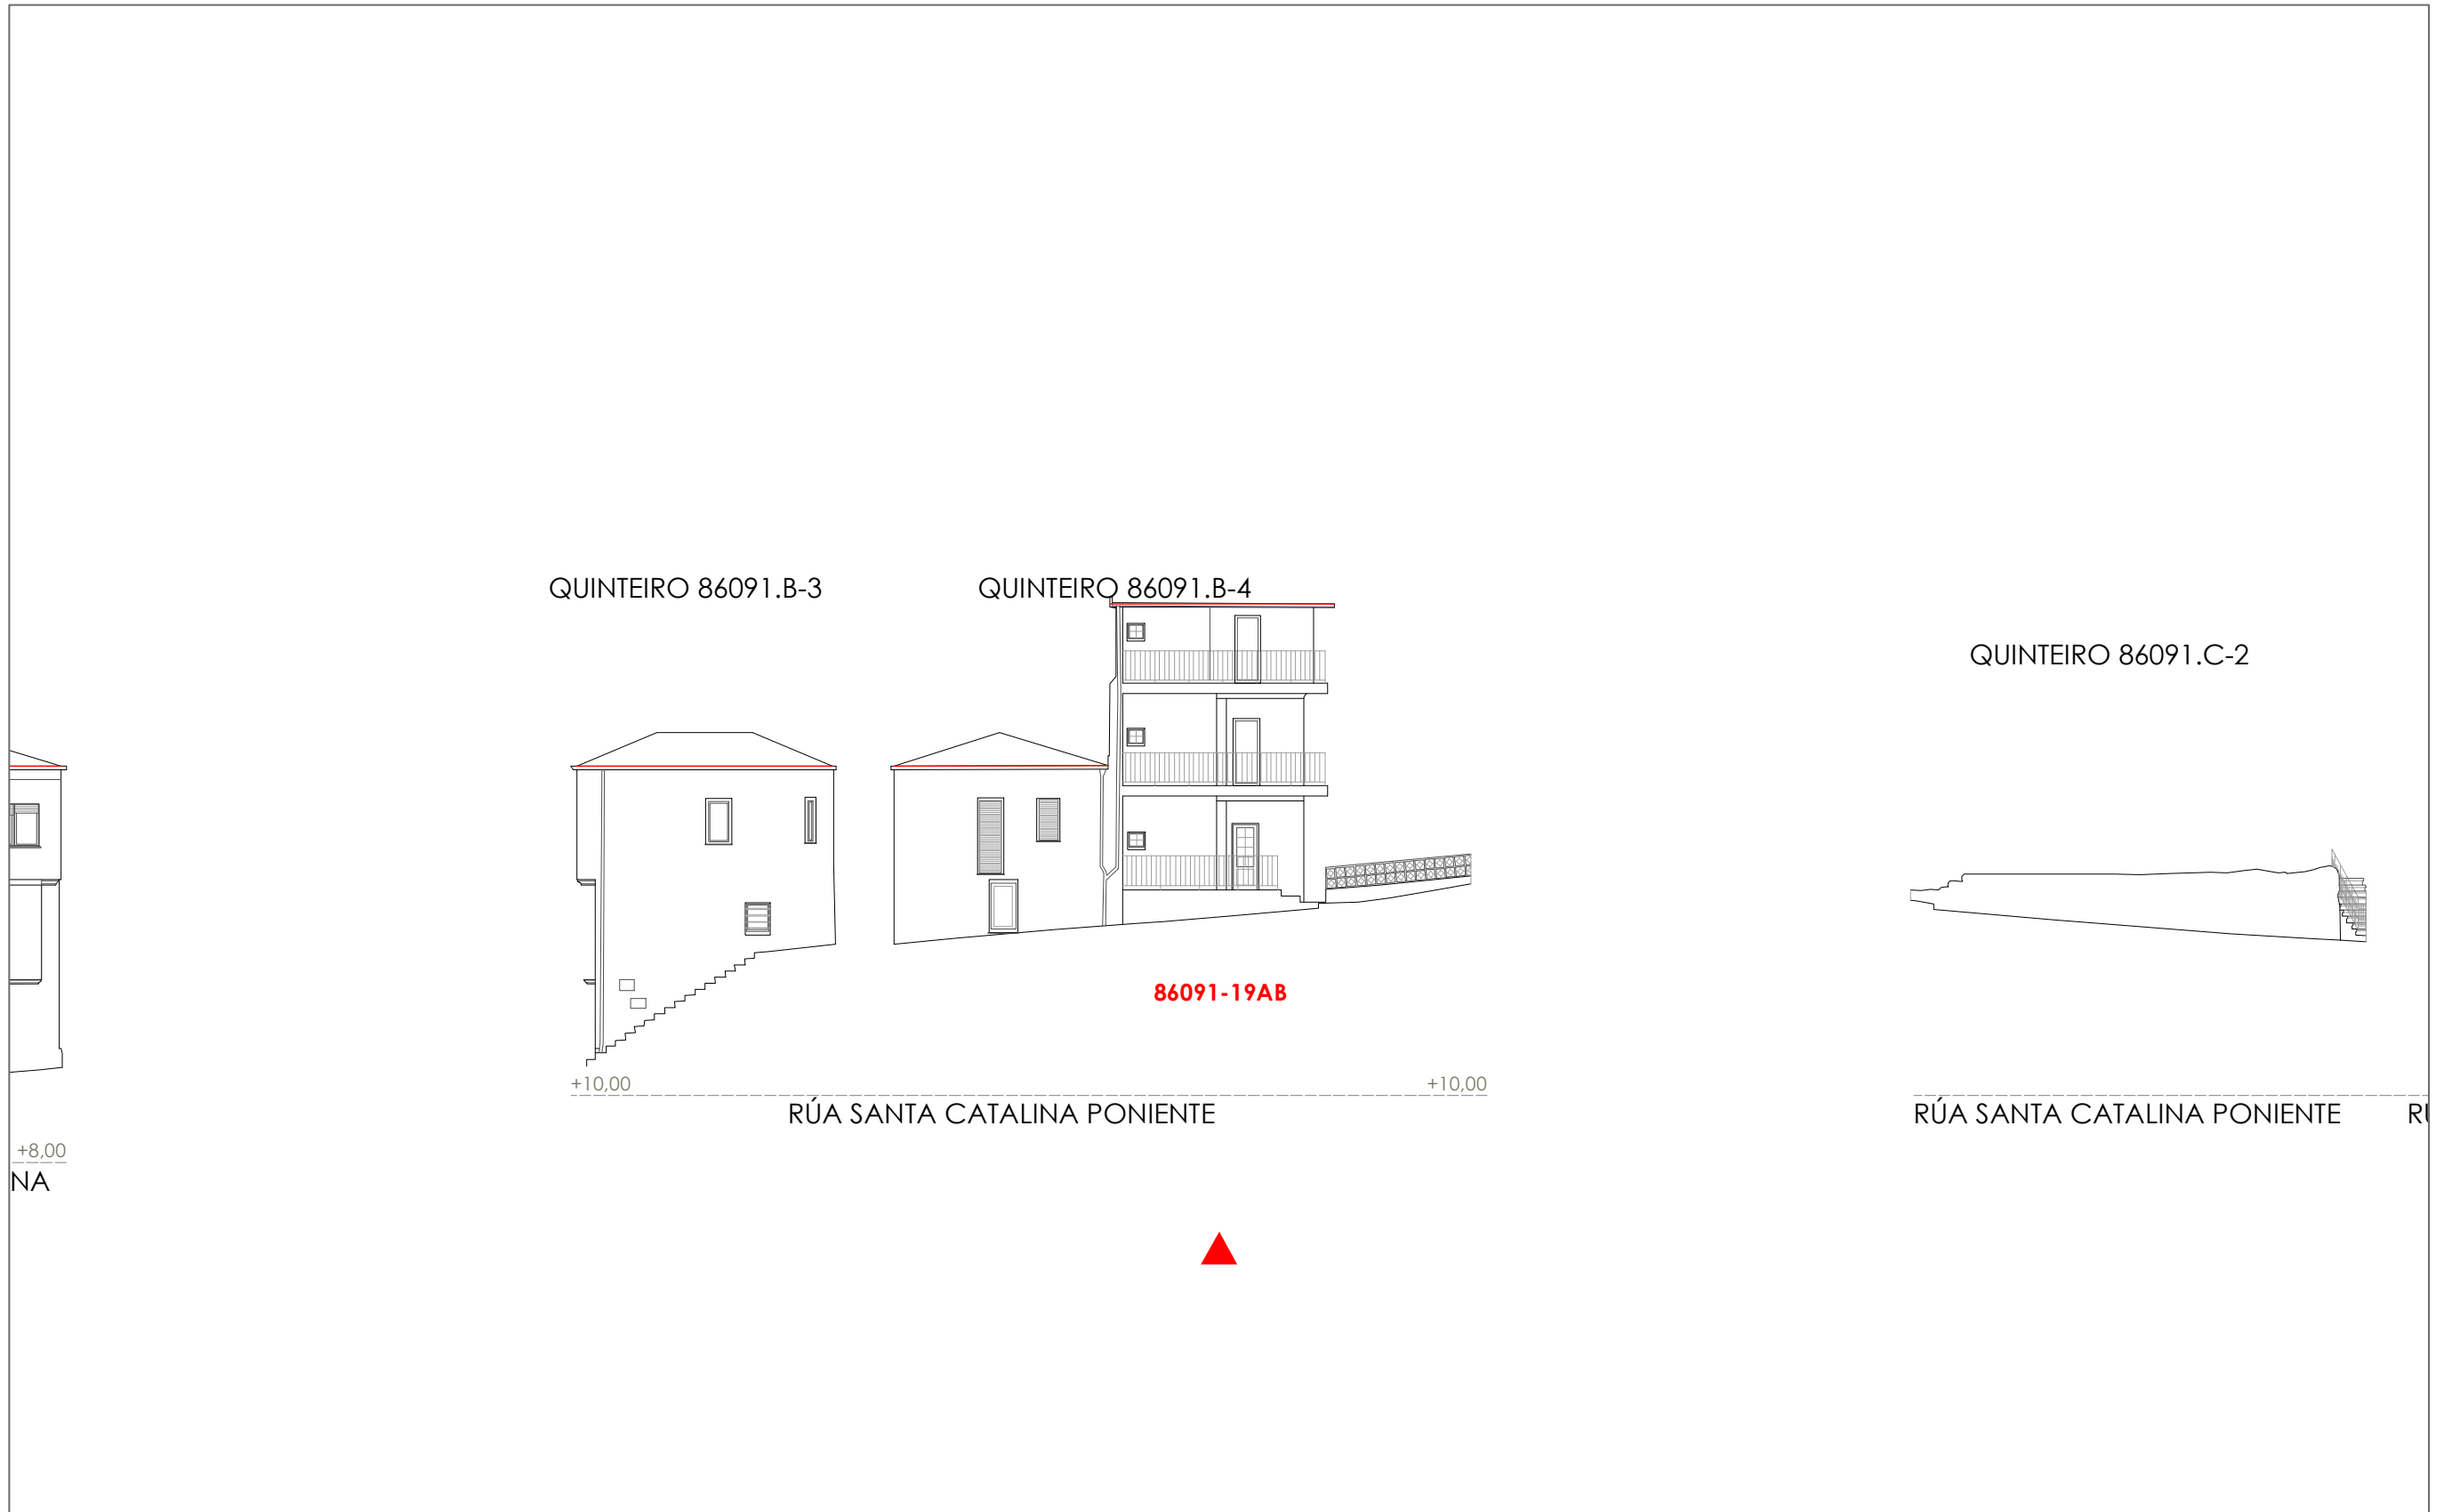 QUINTEIRO 86091.B-3
QUINTEIRO 86091.B-4
QUINTEIRO 86091.C-2
86091-19AB
+10,00
+10,00
RÚA SANTA CATALINA PONIENTE
RÚA SANTA CATALINA PONIENTE
+8,00
NA